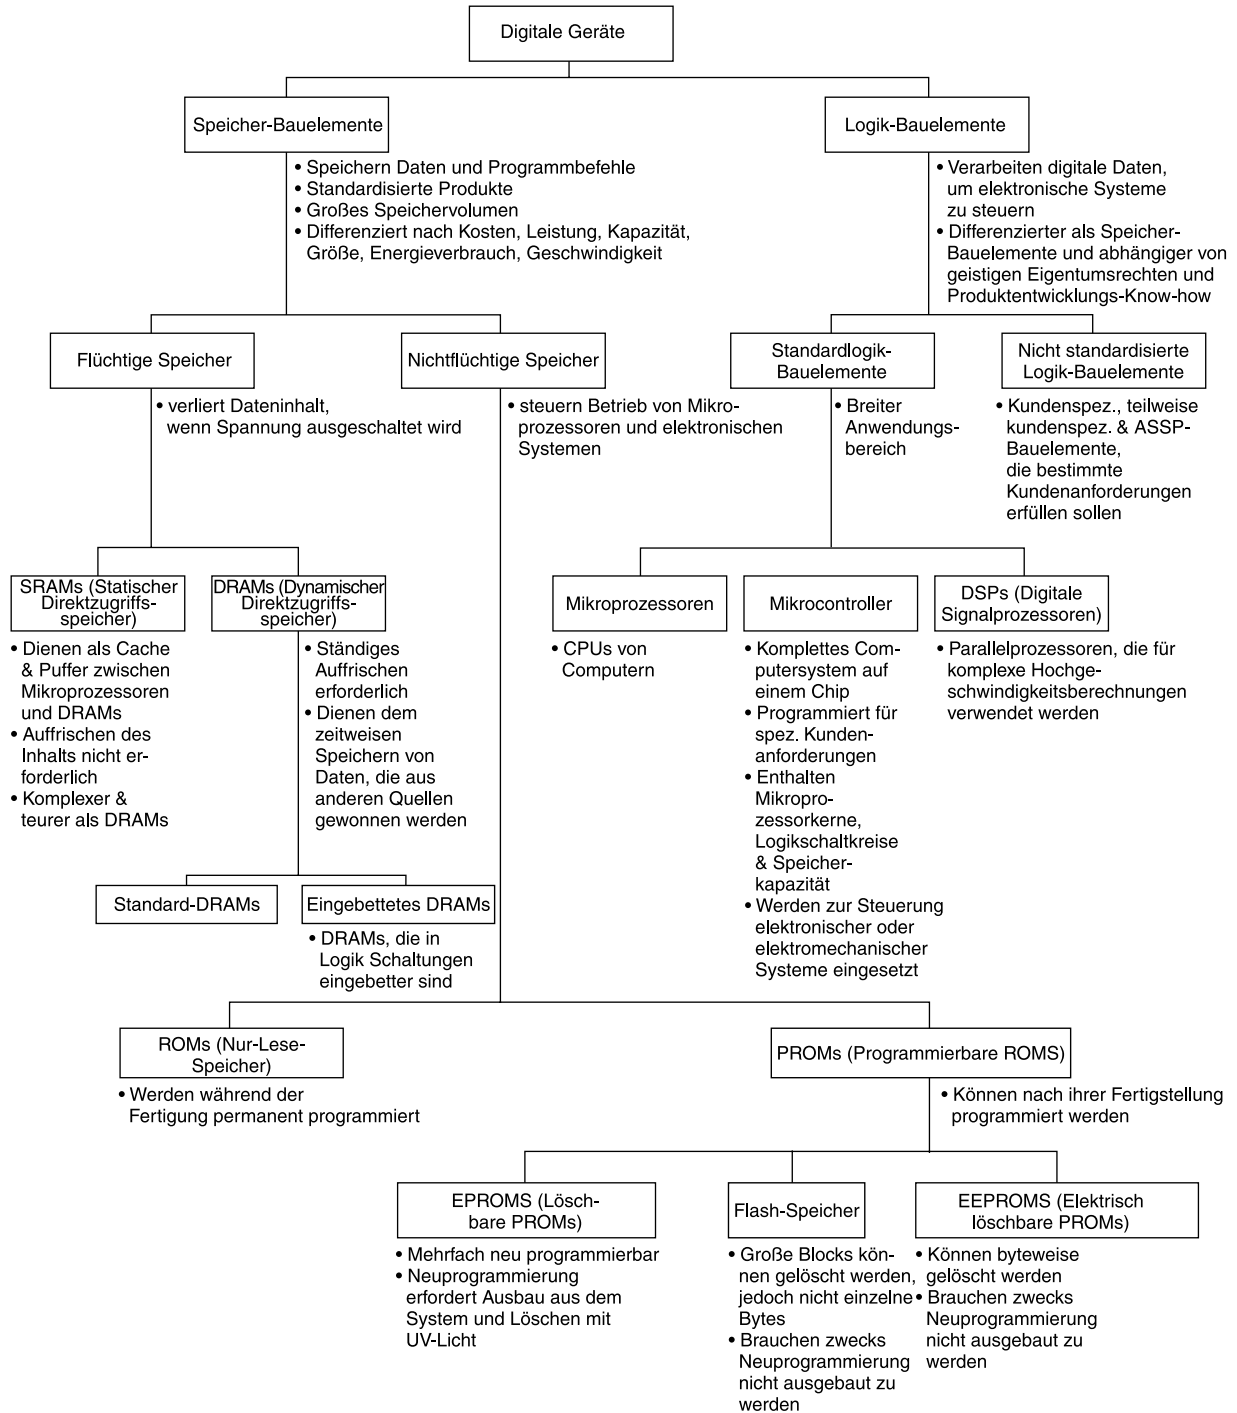 Digitale Geräte
Speicher-Bauelemente
• Speichern Daten und Programmbefehle
• Standardisierte Produkte
• Großes Speichervolumen
• Differenziert nach Kosten, Leistung, Kapazität,
Größe, Energieverbrauch, Geschwindigkeit
Logik-Bauelemente
• Verarbeiten digitale Daten,
um elektronische Systeme
zu steuern
• Differenzierter als Speicher-
Bauelemente und abhängiger von
geistigen Eigentumsrechten und
Produktentwicklungs-Know-how
Flüchtige Speicher
• verliert Dateninhalt,
wenn Spannung ausgeschaltet wird
Nichtflüchtige Speicher
• steuern Betrieb von Mikro-
prozessoren und elektronischen
Systemen
Standardlogik-
Bauelemente
• Breiter
Anwendungs-
bereich
Nicht standardisierte
Logik-Bauelemente
• Kundenspez., teilweise
kundenspez. & ASSP-
Bauelemente,
die bestimmte
Kundenanforderungen
erfüllen sollen
SRAMs (Statischer
Direktzugriffs-
speicher)
• Dienen als Cache
& Puffer zwischen
Mikroprozessoren
und DRAMs
• Auffrischen des
Inhalts nicht er-
forderlich
• Komplexer &
teurer als DRAMs
DRAMs (Dynamischer
Direktzugriffs-
speicher)
• Ständiges
Auffrischen
erforderlich
• Dienen dem
zeitweisen
Speichern von
Daten, die aus
anderen Quellen
gewonnen werden
Mikroprozessoren
• CPUs von
Computern
Mikrocontroller
• Komplettes Com-
putersystem auf
einem Chip
• Programmiert für
spez. Kunden-
anforderungen
• Enthalten
Mikropro-
zessorkerne,
Logikschaltkreise
& Speicher-
kapazität
• Werden zur Steuerung
elektronischer oder
elektromechanischer
Systeme eingesetzt
DSPs (Digitale
Signalprozessoren)
• Parallelprozessoren, die für
komplexe Hochge-
schwindigkeitsberechnungen
verwendet werden
Standard-DRAMs
Eingebettetes DRAMs
• DRAMs, die in
Logik Schaltungen
eingebetter sind
ROMs (Nur-Lese-
Speicher)
• Werden während der
Fertigung permanent programmiert
PROMs (Programmierbare ROMS)
• Können nach ihrer Fertigstellung
programmiert werden
EPROMS (Lösch-
bare PROMs)
• Mehrfach neu programmierbar
• Neuprogrammierung
erfordert Ausbau aus dem
System und Löschen mit
UV-Licht
Flash-Speicher
• Große Blocks kön-
nen gelöscht werden,
jedoch nicht einzelne
Bytes
• Brauchen zwecks
Neuprogrammierung
nicht ausgebaut zu
werden
EEPROMS (Elektrisch
löschbare PROMs)
• Können byteweise
gelöscht werden
• Brauchen zwecks
Neuprogrammierung
nicht ausgebaut zu
werden